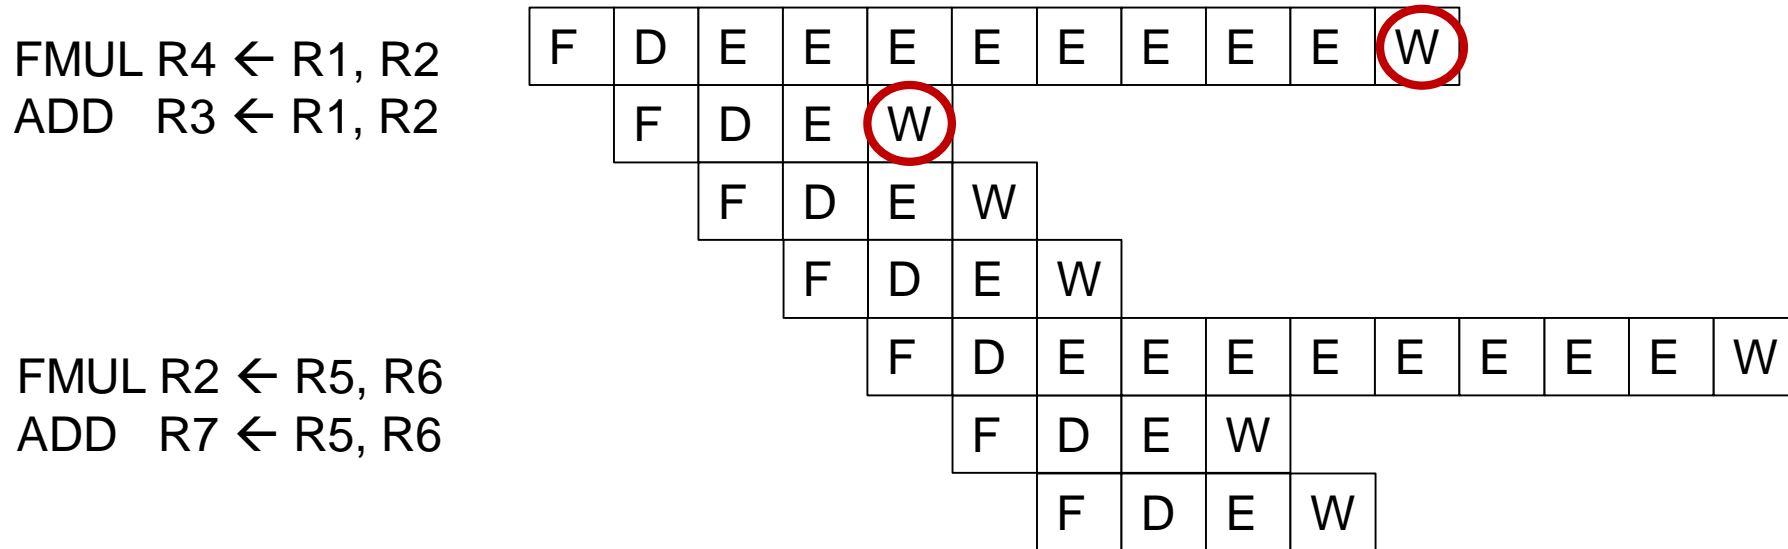 FMUL R4 ← R1, R2
ADD R3 ← R1, R2
FMUL R2 ← R5, R6
ADD R7 ← R5, R6
F D E E E E E E E E W
F D E W
F D E W
F D E W
F D E E E E E E E E W
F D E W
F D E W